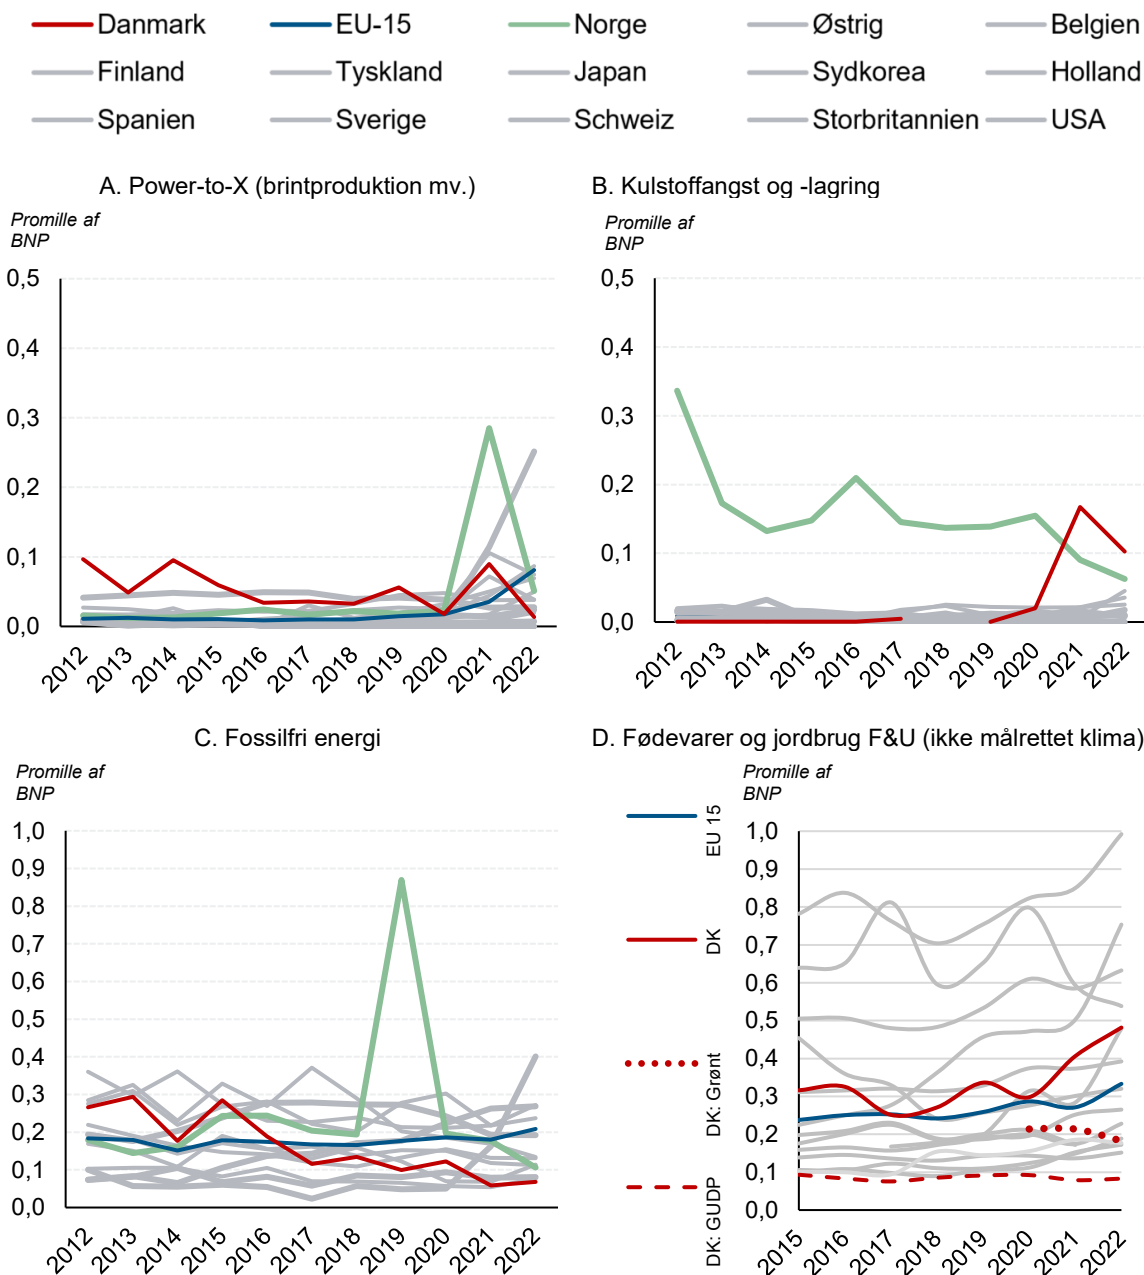 Danmark EU-15 Norge Østrig Belgien
Finland Tyskland Japan Sydkorea Holland
Spanien Sverige Schweiz Storbritannien USA
A. Power-to-X (brintproduktion mv.)
Promille af
BNP
0,5
0,4
0,3
0,2
0,1
0,0
2012 2013 2014 2015 2016 2017 2018 2019 2020 2021 2022
B. Kulstoffangst og -lagring
Promille af
BNP
0,5
0,4
0,3
0,2
0,1
0,0
2012 2013 2014 2015 2016 2017 2018 2019 2020 2021 2022
C. Fossilfri energi
Promille af
BNP
1,0
0,9
0,8
0,7
0,6
0,5
0,4
0,3
0,2
0,1
0,0
2012 2013 2014 2015 2016 2017 2018 2019 2020 2021 2022
D. Fødevarer og jordbrug F&U (ikke målrettet klima)
Promille af
BNP
EU 15
DK
DK: Grønt
DK: GUDP
1,0
0,9
0,8
0,7
0,6
0,5
0,4
0,3
0,2
0,1
0,0
2015 2016 2017 2018 2019 2020 2021 2022